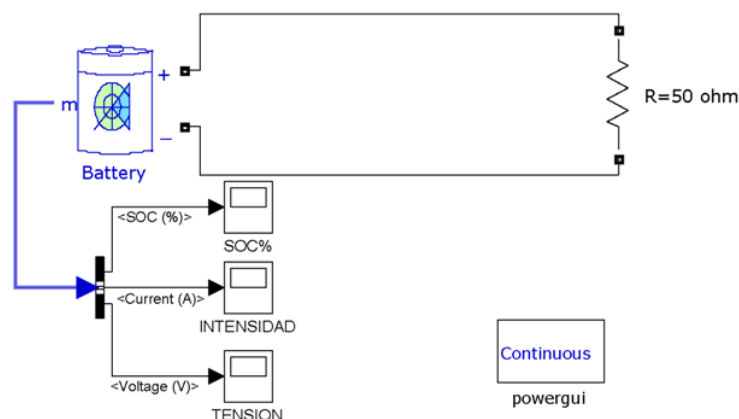 +
m
R=50 ohm
−
Battery
<SOC (%)>
SOC%
<Current (A)>
INTENSIDAD
Continuous
<Voltage (V)>
powergui
TENSION